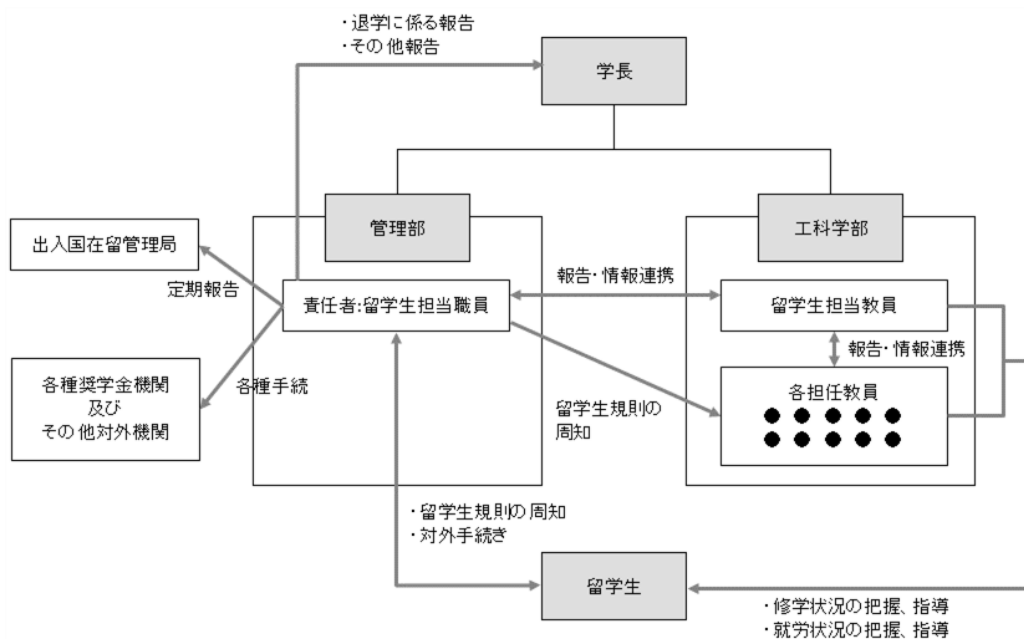 ・退学に係る報告
・その他報告
学長
管理部
工科学部
出入国在留管理局
定期報告
責任者:留学生担当職員
報告・情報連携
留学生担当教員
報告・情報連携
各種奨学金機関
及び
その他対外機関
各種手続
各担任教員
留学生規則の
周知
・留学生規則の周知
・対外手続き
留学生
・修学状況の把握、指導
・就労状況の把握、指導